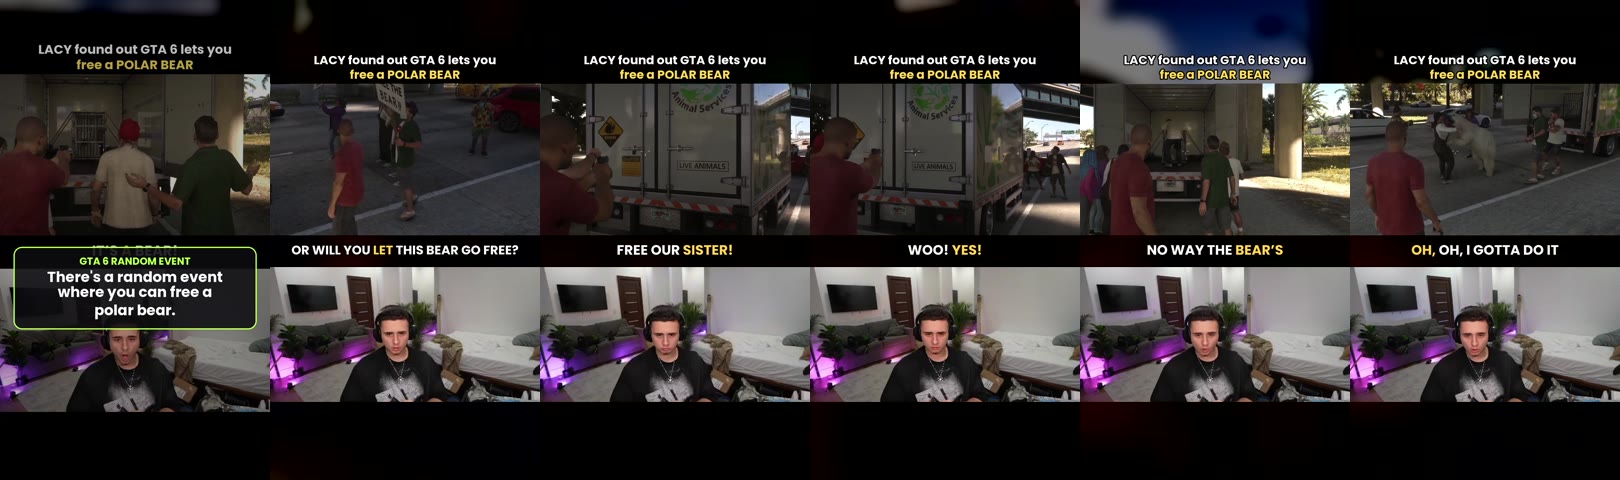 LACY found out GTA 6 lets you
free a POLAR BEAR
IT'S A BEAR!
GTA 6 RANDOM EVENT
There's a random event
where you can free a
polar bear.
LACY found out GTA 6 lets you
free a POLAR BEAR
THE
BEAR
OR WILL YOU LET THIS BEAR GO FREE?
LACY found out GTA 6 lets you
free a POLAR BEAR
Animal Services
LIVE ANIMALS
FREE OUR SISTER!
LACY found out GTA 6 lets you
free a POLAR BEAR
Animal Services
LIVE ANIMALS
WOO! YES!
LACY found out GTA 6 lets you
free a POLAR BEAR
NO WAY THE BEAR'S
LACY found out GTA 6 lets you
free a POLAR BEAR
OH, OH, I GOTTA DO IT